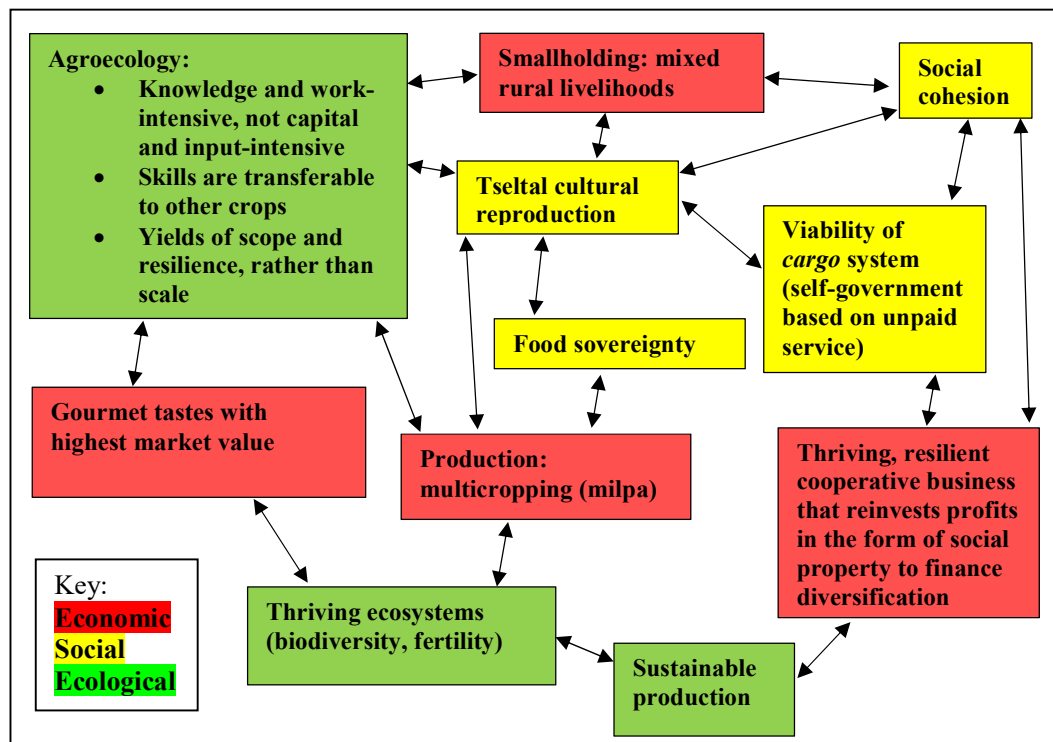 Agroecology:
• Knowledge and work-
intensive, not capital
and input-intensive
• Skills are transferable
to other crops
• Yields of scope and
resilience, rather than
scale
Smallholding: mixed
rural livelihoods
Social
cohesion
Tseltal cultural
reproduction
Viability of
cargo system
(self-government
based on unpaid
service)
Food sovereignty
Gourmet tastes with
highest market value
Production:
multicropping (milpa)
Thriving, resilient
cooperative business
that reinvests profits
in the form of social
property to finance
diversification
Key:
Economic
Social
Ecological
Thriving ecosystems
(biodiversity, fertility)
Sustainable
production